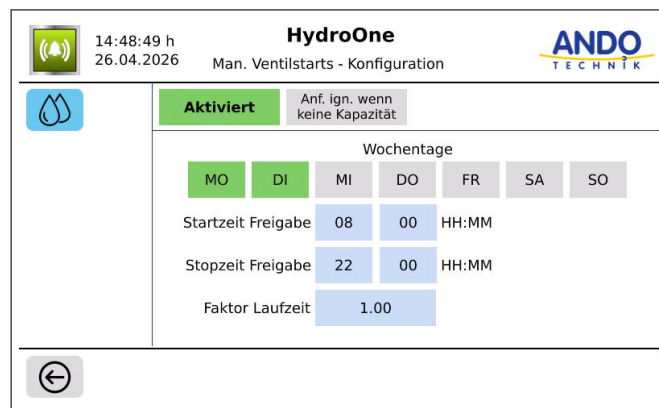 14:48:49 h
26.04.2026
HydroOne
Man. Ventilstarts - Konfiguration
ANDO
TECHNIK
Aktiviert
Anf. ign. wenn
keine Kapazität
Wochentage
MO DI MI DO FR SA SO
Startzeit Freigabe 08 00 HH:MM
Stopzeit Freigabe 22 00 HH:MM
Faktor Laufzeit 1.00